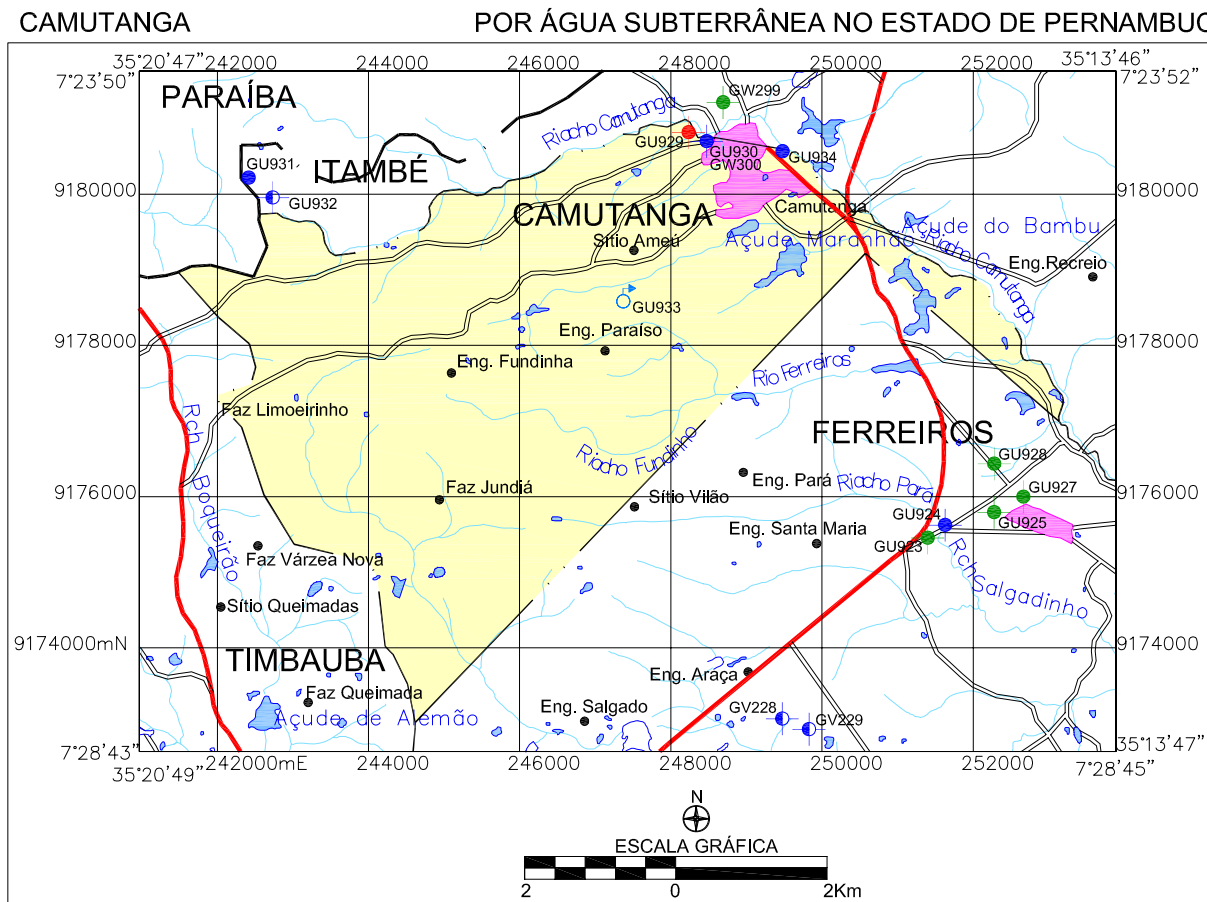 CAMUTANGA
POR ÁGUA SUBTERRÂNEA NO ESTADO DE PERNAMBUC
35°20'47"
242000
244000
246000
248000
250000
252000
35°13'46"
7°23'50"
7°23'52"
PARAÍBA
GW299
Riacho Camutanga
GU929
GU930
GW300
GU934
GU931
ITAMBÉ
GU932
9180000
9180000
CAMUTANGA
Camutanga
Sítio Ameú
Açude Maranhão
Açude do Bambu
Riacho Camutanga
Eng.Recreio
GU933
9178000
9178000
Eng. Paraíso
Eng. Fundinha
Rio Ferreiros
Faz Limoeirinho
Rch Boqueirão
FERREIROS
Riacho Fundinho
GU928
Eng. Pará
Riacho Pará
GU927
9176000
9176000
Faz Jundiá
Sítio Vilão
GU924
GU925
Eng. Santa Maria
GU923
Faz Várzea Nova
Rch Salgadinho
Sítio Queimadas
9174000mN
9174000
TIMBAUBA
Eng. Araça
Faz Queimada
Açude de Alemão
Eng. Salgado
GV228
GV229
7°28'43"
35°13'47"
35°20'49"
242000mE
244000
246000
248000
250000
252000
7°28'45"
N
ESCALA GRÁFICA
2
0
2Km